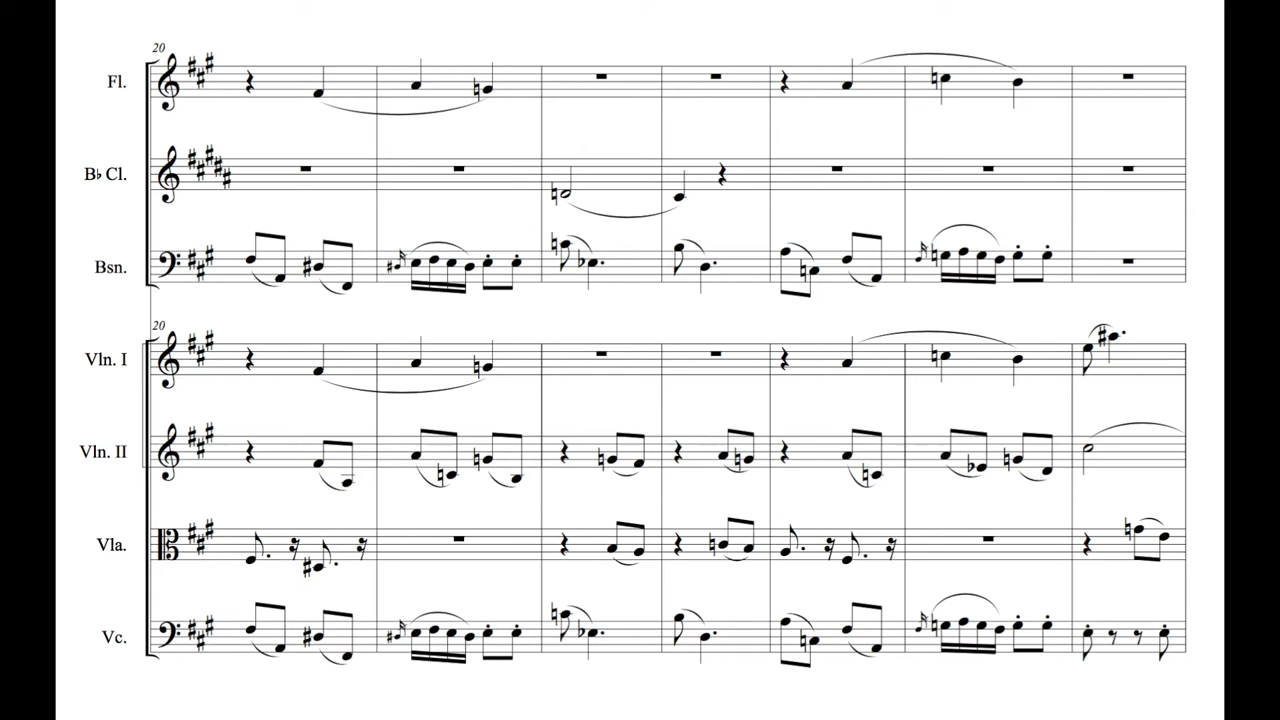 20
Fl.
B♭ Cl.
Bsn.
20
Vln. I
Vln. II
Vla.
Vc.